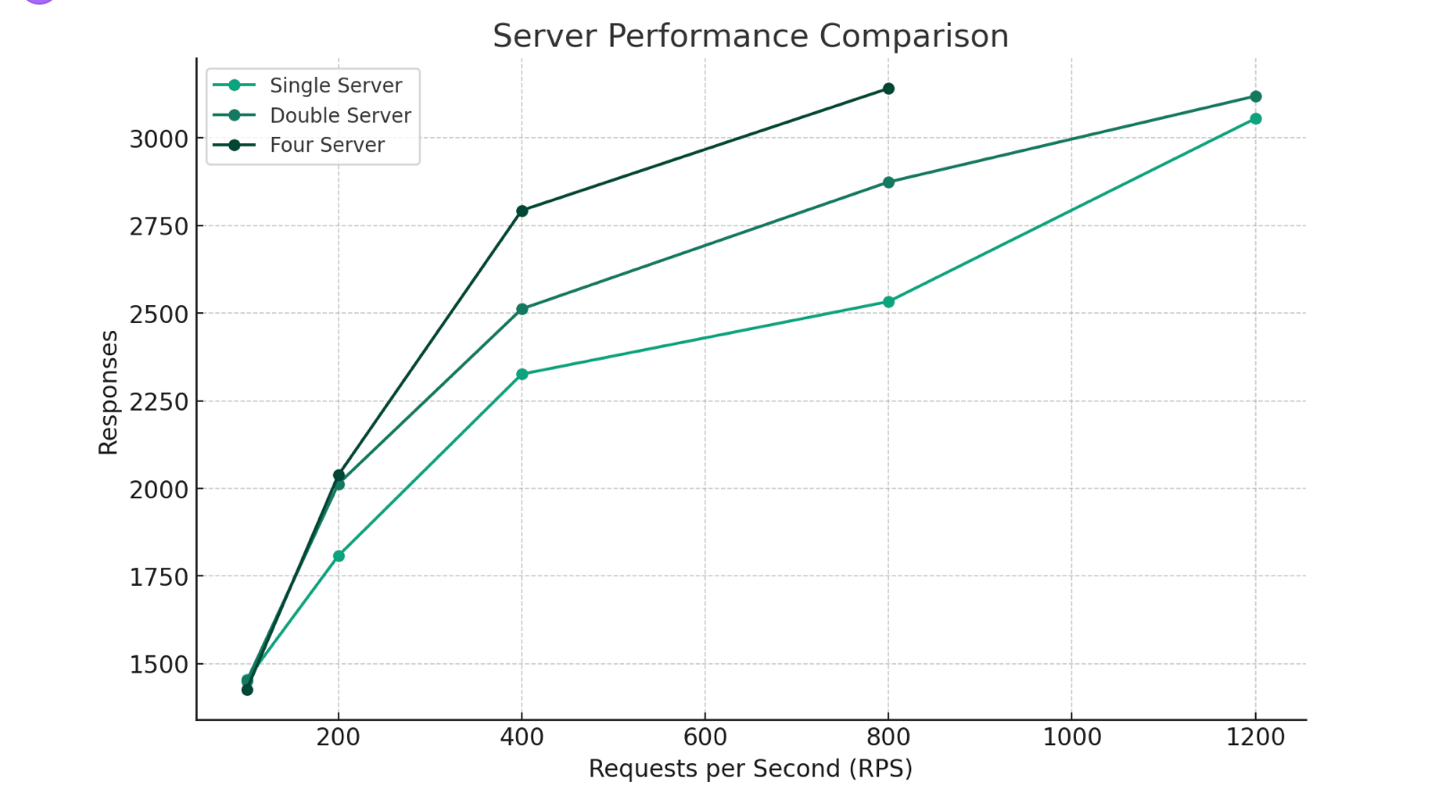 Server Performance Comparison
Single Server
Double Server
Four Server
3000
2750
2500
2250
2000
1750
1500
Responses
200 400 600 800 1000 1200
Requests per Second (RPS)